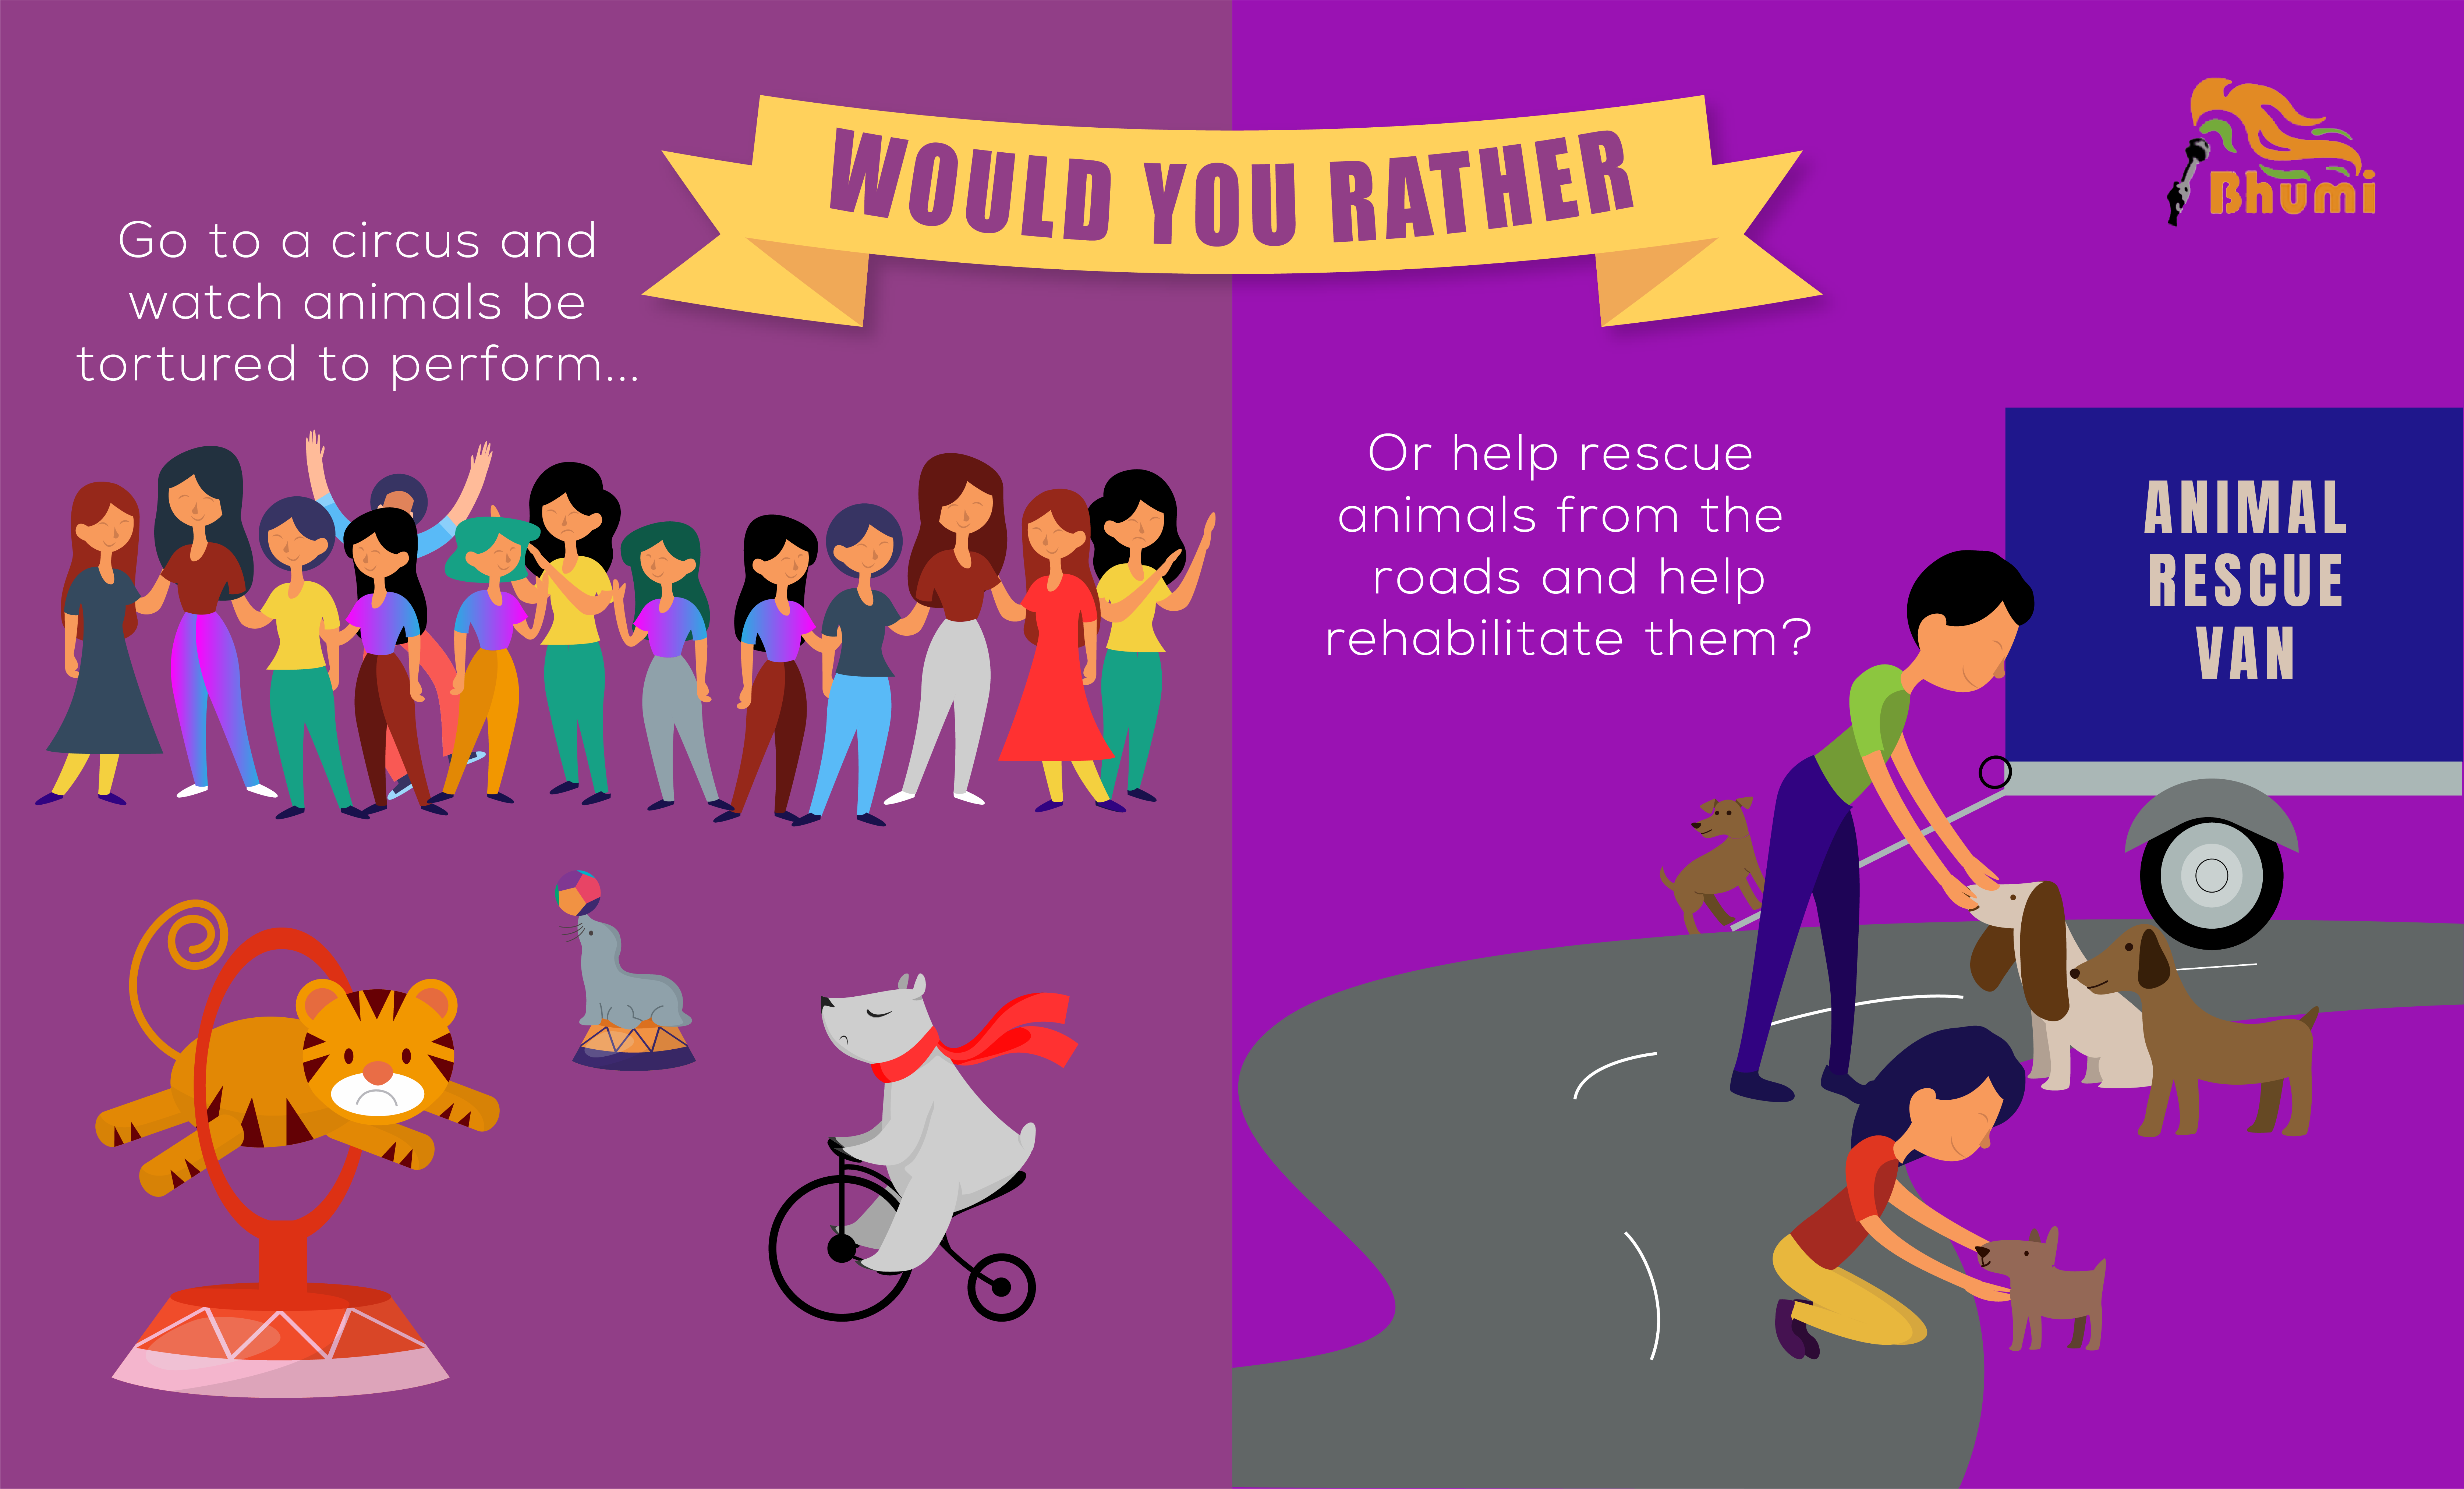 WOULD YOU RATHER
Bhumi
Go to a circus and
watch animals be
tortured to perform...
Or help rescue
animals from the
roads and help
rehabilitate them?
ANIMAL
RESCUE
VAN